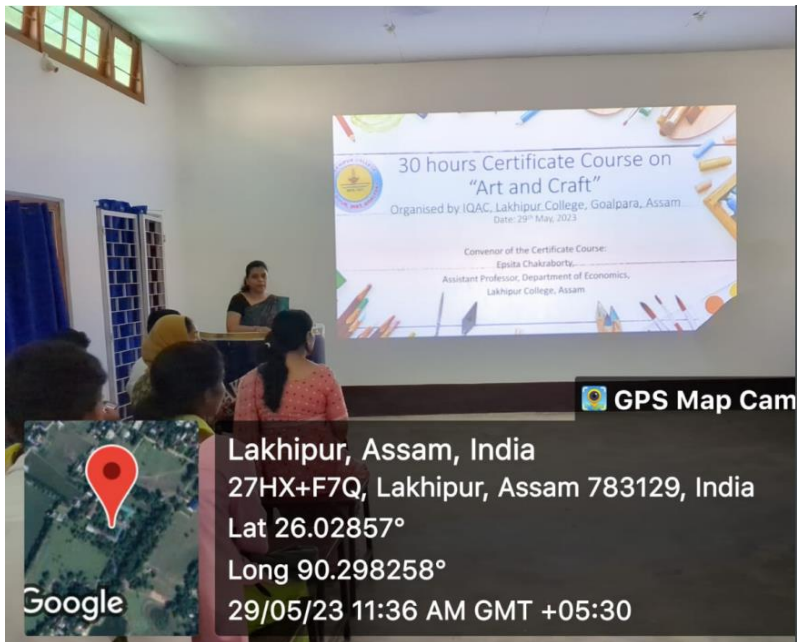 30 hours Certificate Course on
"Art and Craft"
Organised by IQAC, Lakhipur College, Goalpara, Assam
Date: 29th May, 2023
Convenor of the Certificate Course:
Epsita Chakraborty,
Assistant Professor, Department of Economics,
Lakhipur College, Assam
GPS Map Cam
Lakhipur, Assam, India
27HX+F7Q, Lakhipur, Assam 783129, India
Lat 26.02857°
Long 90.298258°
29/05/23 11:36 AM GMT +05:30
Google